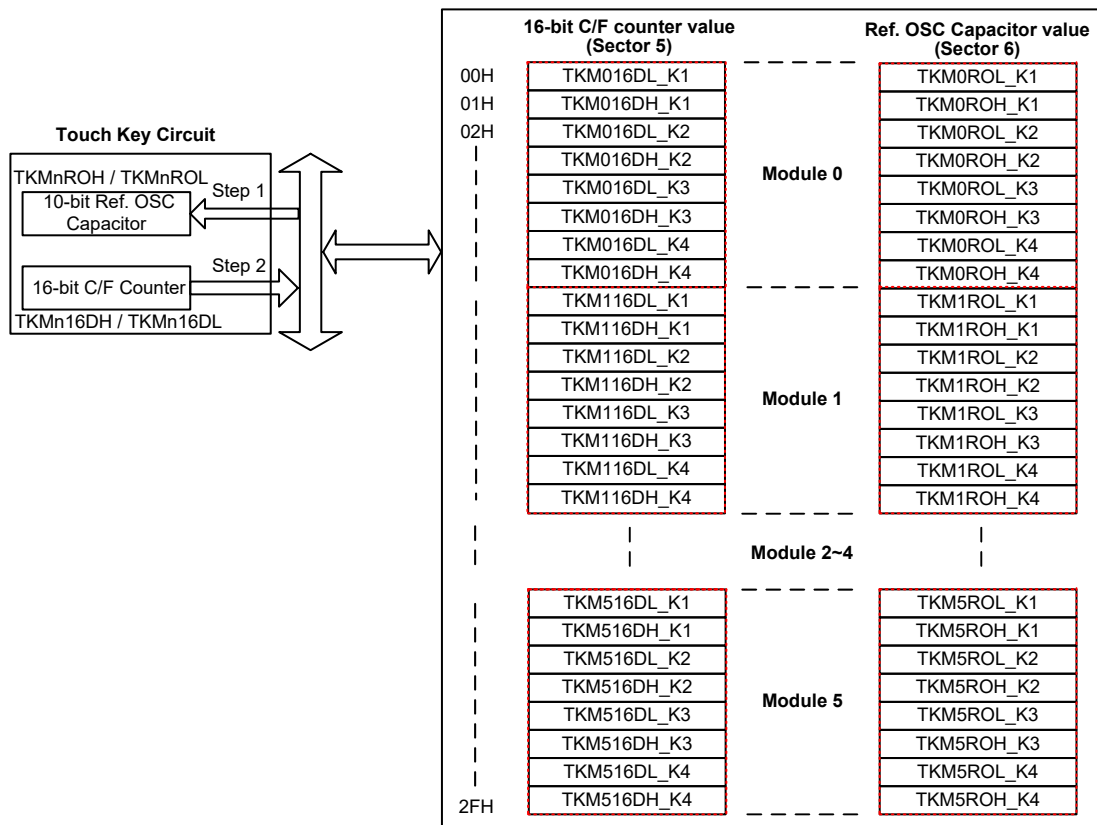 Touch Key Circuit
TKMnROH / TKMnROL
Step 1
10-bit Ref. OSC
Capacitor
Step 2
16-bit C/F Counter
TKMn16DH / TKMn16DL
16-bit C/F counter value
(Sector 5)
Ref. OSC Capacitor value
(Sector 6)
00H
01H
02H
2FH
TKM016DL_K1
TKM016DH_K1
TKM016DL_K2
TKM016DH_K2
TKM016DL_K3
TKM016DH_K3
TKM016DL_K4
TKM016DH_K4
TKM116DL_K1
TKM116DH_K1
TKM116DL_K2
TKM116DH_K2
TKM116DL_K3
TKM116DH_K3
TKM116DL_K4
TKM116DH_K4
TKM516DL_K1
TKM516DH_K1
TKM516DL_K2
TKM516DH_K2
TKM516DL_K3
TKM516DH_K3
TKM516DL_K4
TKM516DH_K4
Module 0
Module 1
Module 2~4
Module 5
TKM0ROL_K1
TKM0ROH_K1
TKM0ROL_K2
TKM0ROH_K2
TKM0ROL_K3
TKM0ROH_K3
TKM0ROL_K4
TKM0ROH_K4
TKM1ROL_K1
TKM1ROH_K1
TKM1ROL_K2
TKM1ROH_K2
TKM1ROL_K3
TKM1ROH_K3
TKM1ROL_K4
TKM1ROH_K4
TKM5ROL_K1
TKM5ROH_K1
TKM5ROL_K2
TKM5ROH_K2
TKM5ROL_K3
TKM5ROH_K3
TKM5ROL_K4
TKM5ROH_K4